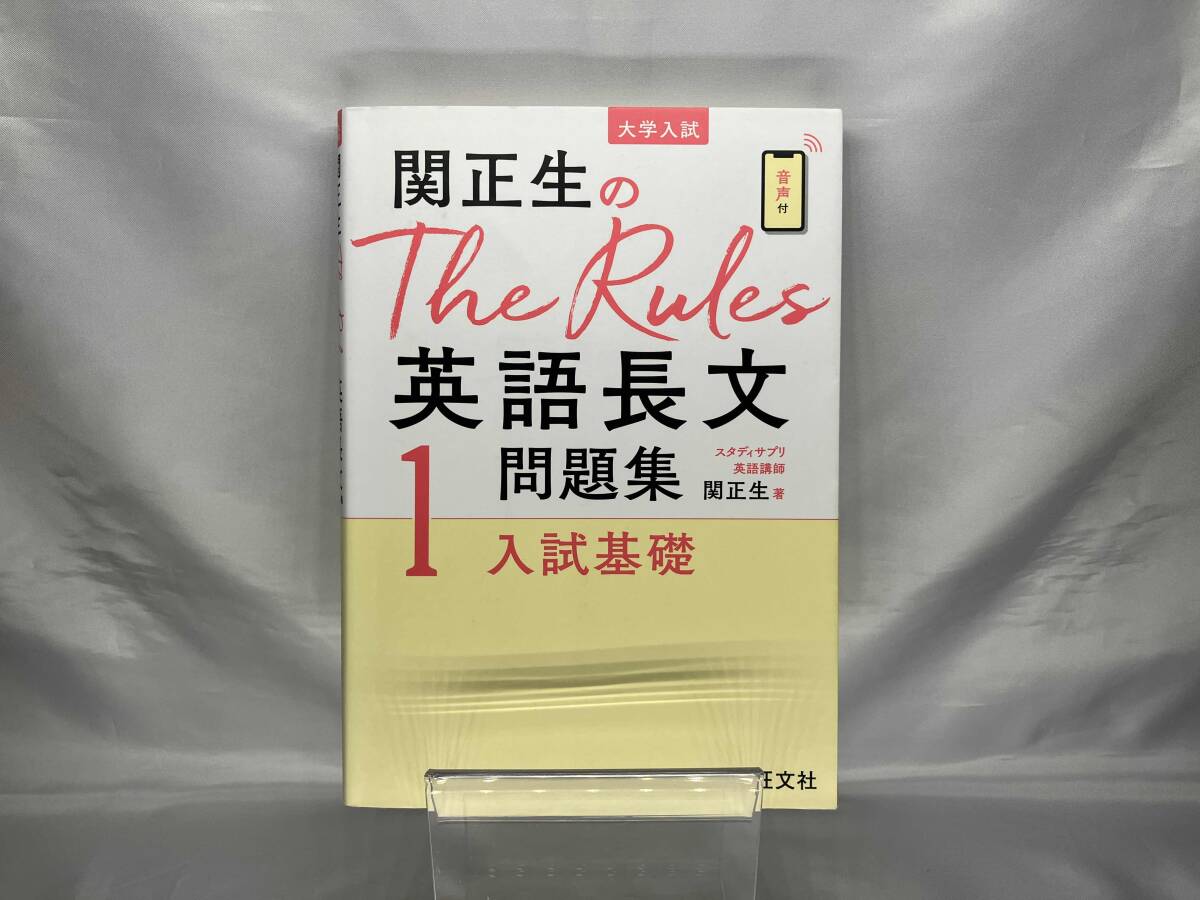 大学入試
関正生の
音声付
The Rules
英語長文
1
問題集
スタディサプリ
英語講師
関正生 著
入試基礎
旺文社